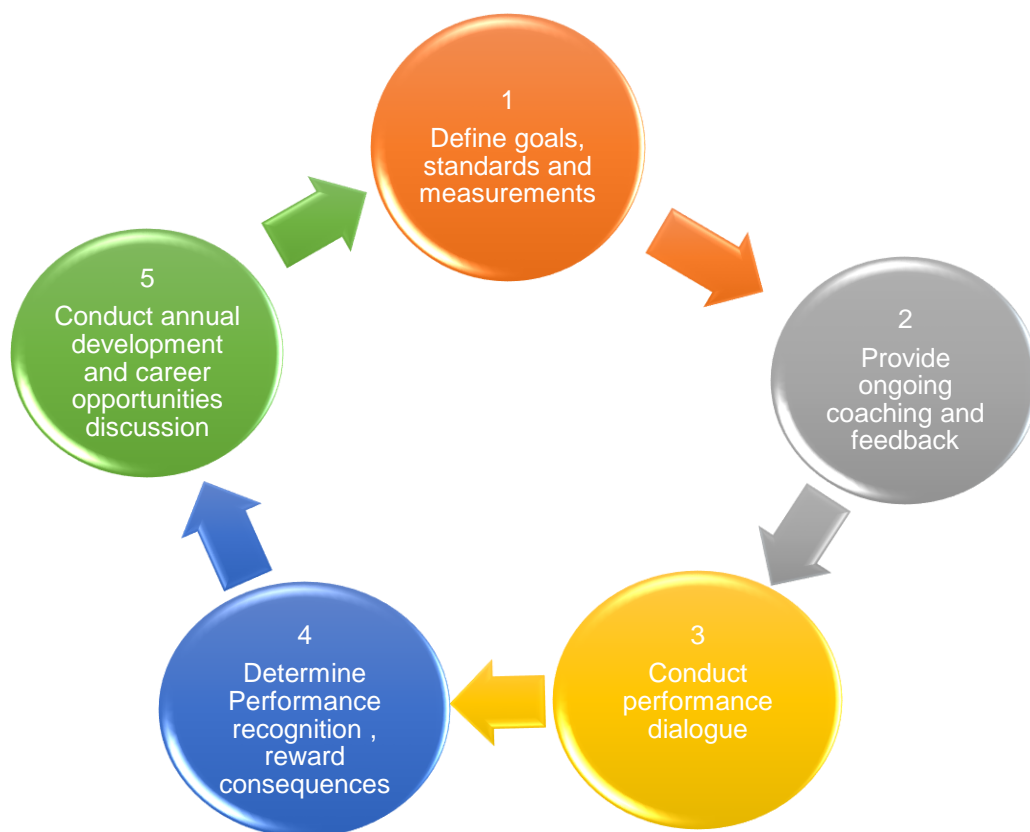 1
Define goals,
standards and
measurements
2
Provide
ongoing
coaching and
feedback
3
Conduct
performance
dialogue
4
Determine
Performance
recognition ,
reward
consequences
5
Conduct annual
development
and career
opportunities
discussion